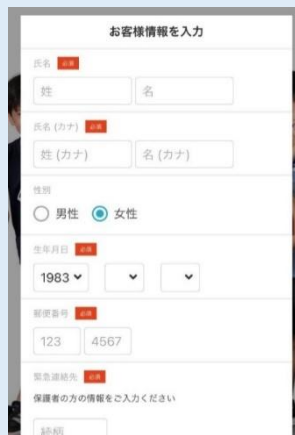 お客様情報を入力
氏名 必須
姓 名
氏名 (カナ) 必須
姓 (カナ) 名 (カナ)
性別
男性 女性
生年月日 必須
1983
郵便番号 必須
123 4567
緊急連絡先 必須
保護者の方の情報をご入力ください
続柄